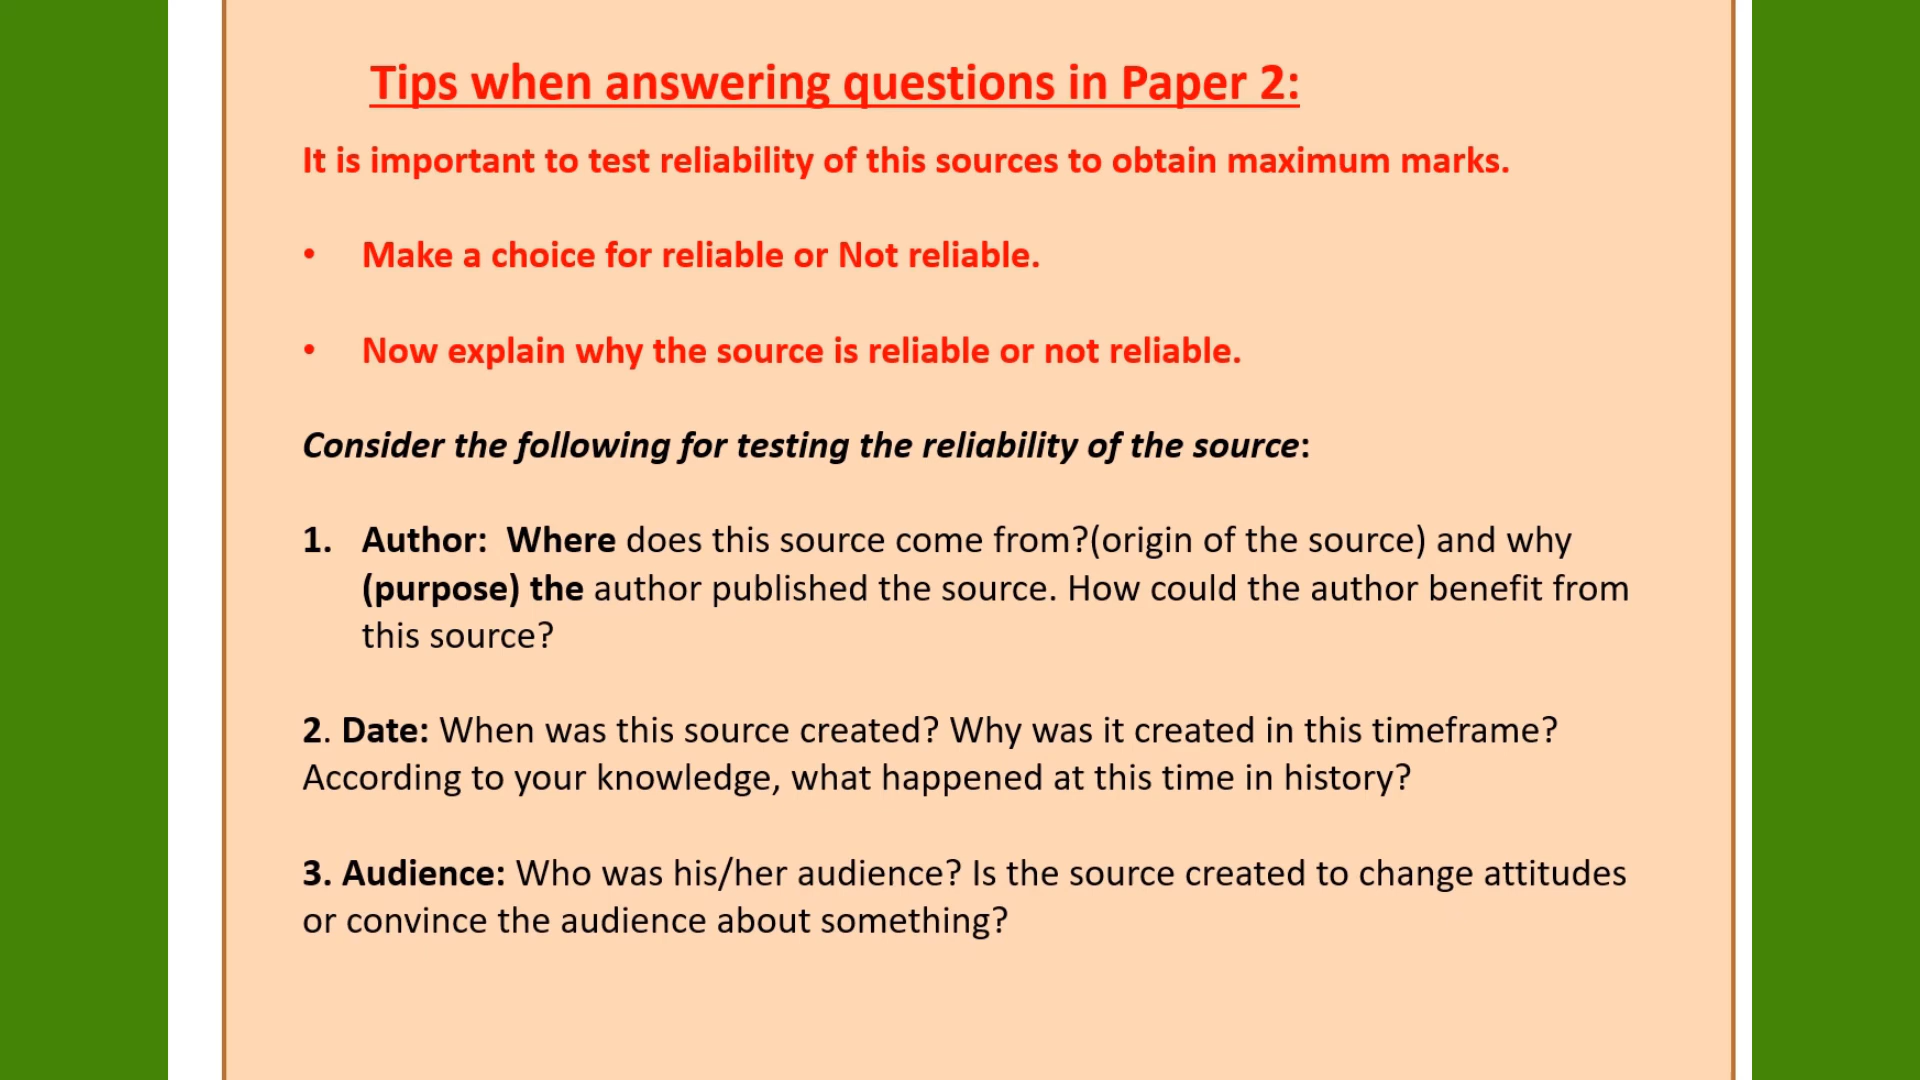 Tips when answering questions in Paper 2:
It is important to test reliability of this sources to obtain maximum marks.
• Make a choice for reliable or Not reliable.
• Now explain why the source is reliable or not reliable.
Consider the following for testing the reliability of the source:
1. Author:  Where does this source come from?(origin of the source) and why
(purpose) the author published the source. How could the author benefit from
this source?
2. Date: When was this source created? Why was it created in this timeframe?
According to your knowledge, what happened at this time in history?
3. Audience: Who was his/her audience? Is the source created to change attitudes
or convince the audience about something?